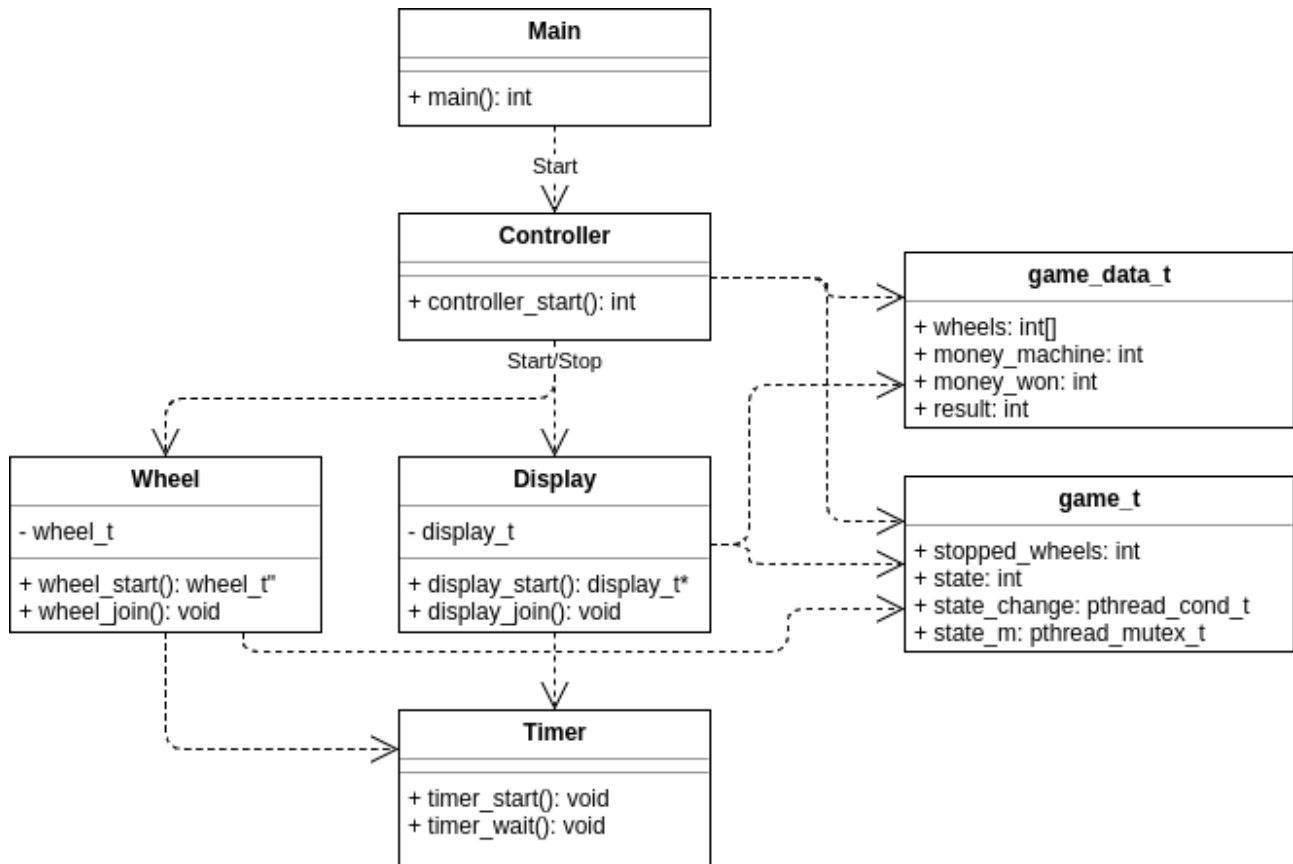 Main
+ main(): int
Start
Controller
+ controller_start(): int
Start/Stop
game_data_t
+ wheels: int[]
+ money_machine: int
+ money_won: int
+ result: int
Wheel
- wheel_t
+ wheel_start(): wheel_t"
+ wheel_join(): void
Display
- display_t
+ display_start(): display_t*
+ display_join(): void
game_t
+ stopped_wheels: int
+ state: int
+ state_change: pthread_cond_t
+ state_m: pthread_mutex_t
Timer
+ timer_start(): void
+ timer_wait(): void